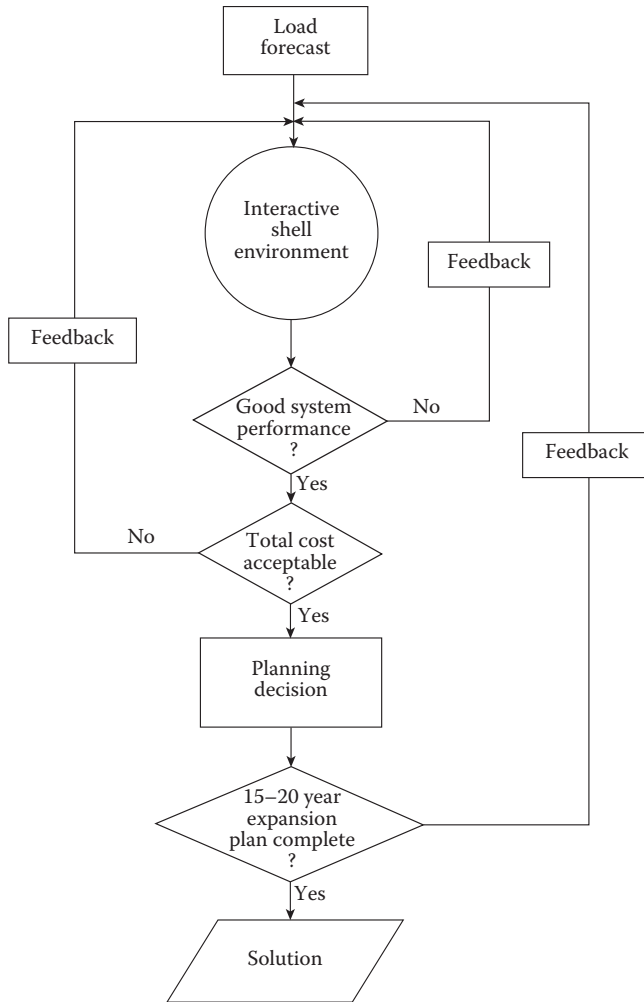 Load
forecast
Interactive
shell
environment
Feedback
Feedback
Good system
performance
?
No
Yes
Feedback
No
Total cost
acceptable
?
Yes
Planning
decision
15–20 year
expansion
plan complete
?
Yes
Solution